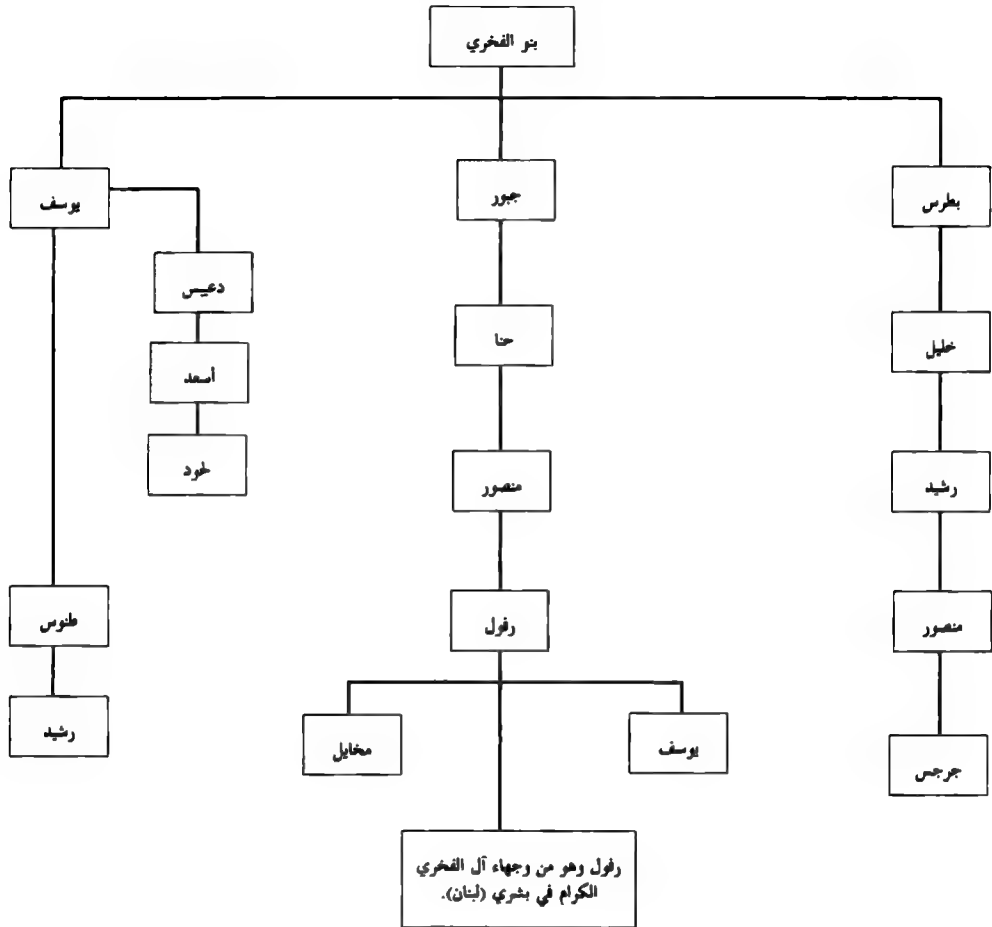 بنو الفخري
بطرس
جبور
يوسف
خليل
حنا
دعيس
أسعد
لحود
رشيد
منصور
منصور
رفول
طنوس
يوسف
مخايل
رشيد
جرجس
رفول وهو من وجهاء آل الفخري
الكرام في بشري (لبنان).